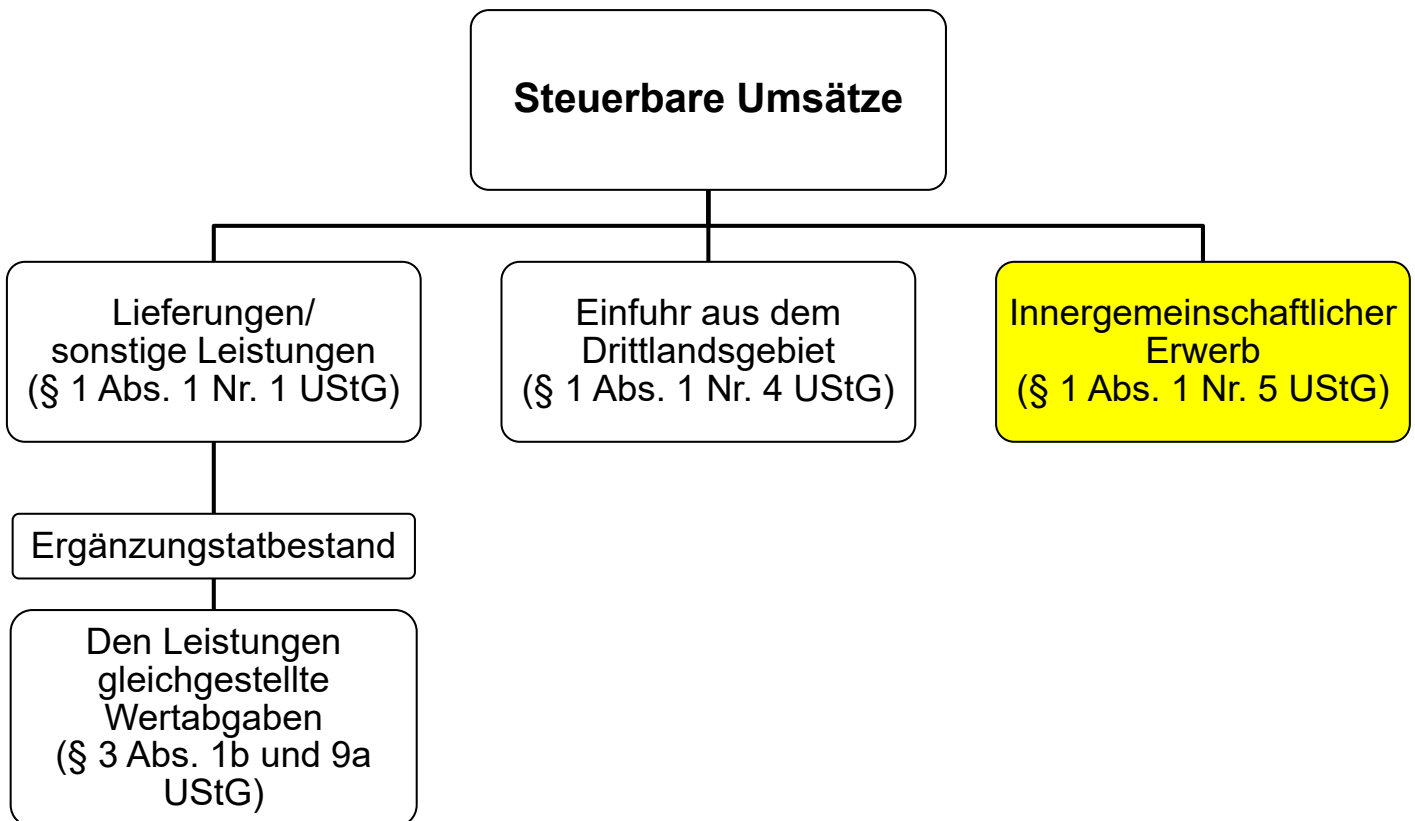 Steuerbare Umsätze
Lieferungen/
sonstige Leistungen
(§ 1 Abs. 1 Nr. 1 UStG)
Einfuhr aus dem
Drittlandsgebiet
(§ 1 Abs. 1 Nr. 4 UStG)
Innergemeinschaftlicher
Erwerb
(§ 1 Abs. 1 Nr. 5 UStG)
Ergänzungstatbestand
Den Leistungen
gleichgestellte
Wertabgaben
(§ 3 Abs. 1b und 9a
UStG)